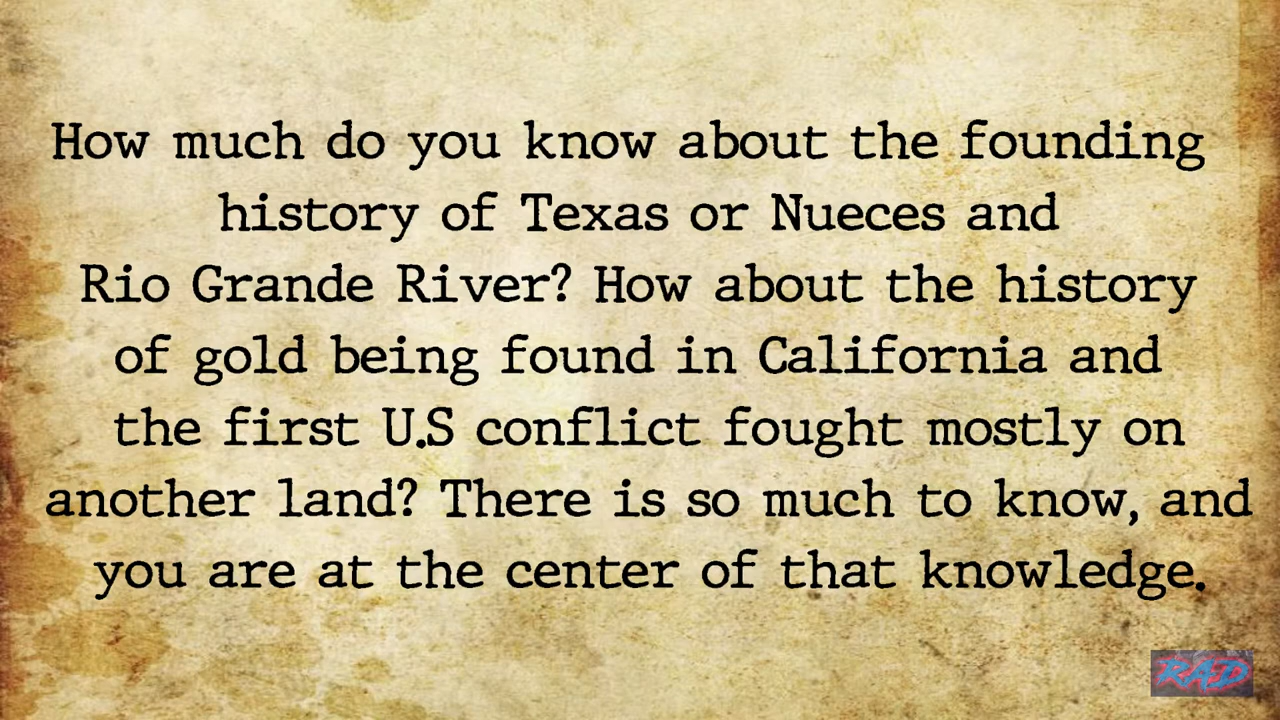 How much do you know about the founding
history of Texas or Nueces and
Rio Grande River? How about the history
of gold being found in California and
the first U.S conflict fought mostly on
another land? There is so much to know, and
you are at the center of that knowledge.
RAD